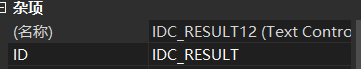 杂项
(名称) IDC_RESULT12 (Text Contro
ID IDC_RESULT